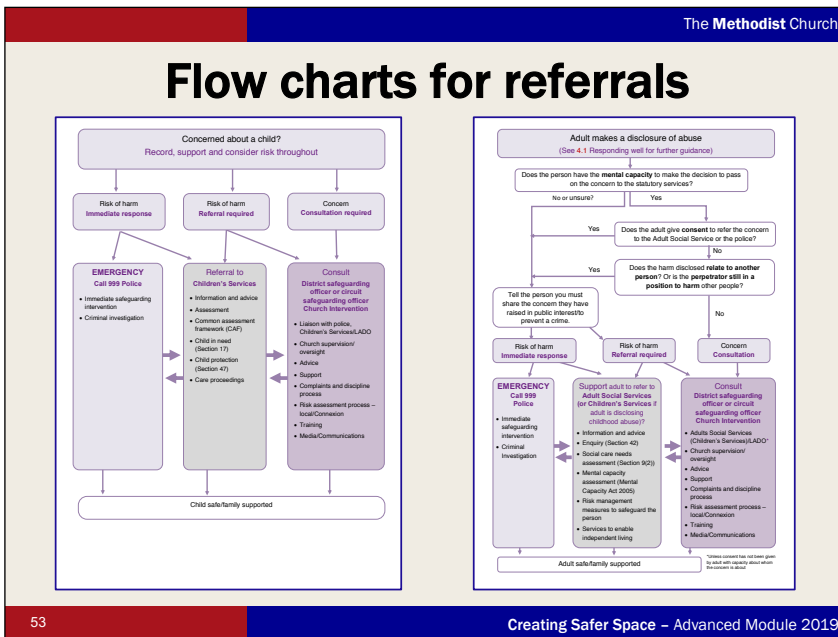 The Methodist Church
Flow charts for referrals
Concerned about a child?
Record, support and consider risk throughout
Risk of harm
Immediate response
Referral required
Risk of harm
Concern
Consultation required
EMERGENCY
Call 999 Police
• Immediate safeguarding
intervention
• Criminal investigation
Referral to
Children's Services
• Information and advice
• Assessment
• Common assessment
framework (CAF)
• Child in need
(Section 17)
• Child protection
(Section 47)
• Care proceedings
Consult
District safeguarding
officer or circuit
safeguarding officer
Church Intervention
• Liaison with police,
Children's Services/LADO
• Church supervision/
oversight
• Advice
• Support
• Complaints and discipline
process
• Risk assessment process –
local/Connexion
• Training
• Media/Communications
Child safe/family supported
Adult makes a disclosure of abuse
(See 4.1 Responding well for further guidance)
Does the person have the mental capacity to make the decision to pass
on the concern to the statutory services?
No or unsure?
Yes
Yes
Does the adult give consent to refer the concern
to the Adult Social Service or the police?
No
Yes
Does the harm disclosed relate to another
person? Or is the perpetrator still in a
position to harm other people?
Tell the person you must
share the concern they have
raised in public interest/to
prevent a crime.
No
Risk of harm
Immediate response
Risk of harm
Referral required
Concern
Consultation
EMERGENCY
Call 999
Police
• Immediate
safeguarding
intervention
• Criminal
Investigation
Support adult to refer to
Adult Social Services
(or Children's Services if
adult is disclosing
childhood abuse)?
• Information and advice
• Enquiry (Section 42)
• Social care needs
assessment (Section 9(2))
• Mental capacity
assessment (Mental
Capacity Act 2005)
• Risk management
measures to safeguard the
person
• Services to enable
independent living
Consult
District safeguarding
officer or circuit
safeguarding officer
Church Intervention
• Adults Social Services
(Children's Services)/LADO*
• Church supervision/
oversight
• Advice
• Support
• Complaints and discipline
process
• Risk assessment process –
local/Connexion
• Training
• Media/Communications
Adult safe/family supported
*Unless consent has not been given
by adult with capacity about whom
the concern is about
53
Creating Safer Space – Advanced Module 2019